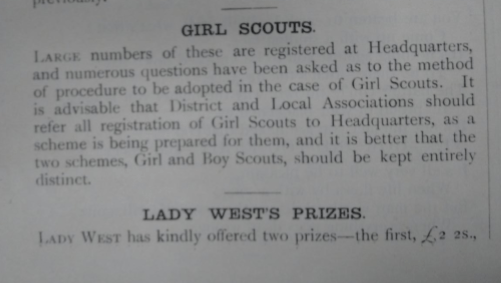 previously.
GIRL SCOUTS.
LARGE numbers of these are registered at Headquarters,
and numerous questions have been asked as to the method
of procedure to be adopted in the case of Girl Scouts. It
is advisable that District and Local Associations should
refer all registration of Girl Scouts to Headquarters, as a
scheme is being prepared for them, and it is better that the
two schemes, Girl and Boy Scouts, should be kept entirely
distinct.
LADY WEST'S PRIZES.
LADY WEST has kindly offered two prizes—the first, £2 2s.,